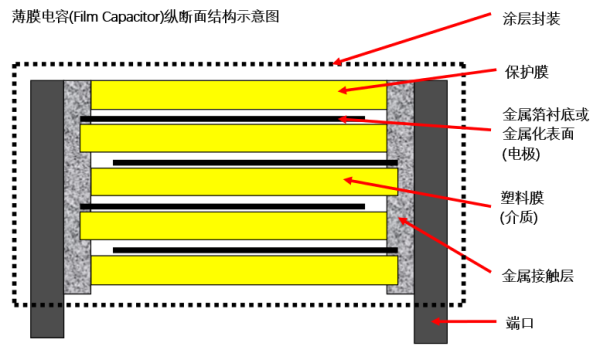 薄膜电容(Film Capacitor)纵断面结构示意图
涂层封装
保护膜
金属箔衬底或
金属化表面
(电极)
塑料膜
(介质)
金属接触层
端口